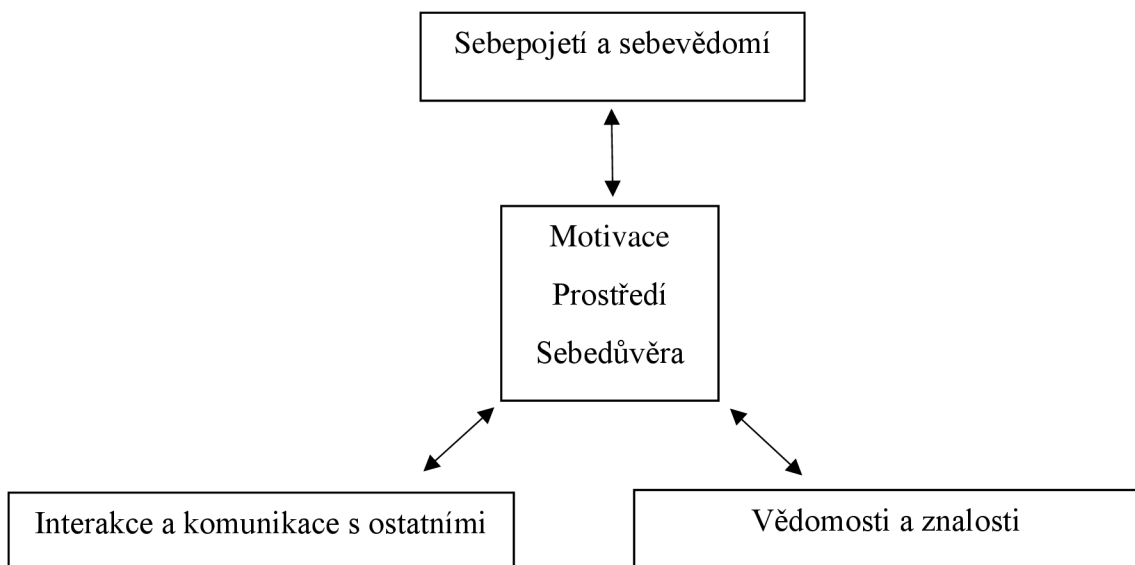 Sebepojetí a sebevědomí
Motivace
Prostředí
Sebedůvěra
Interakce a komunikace s ostatními
Vědomosti a znalosti